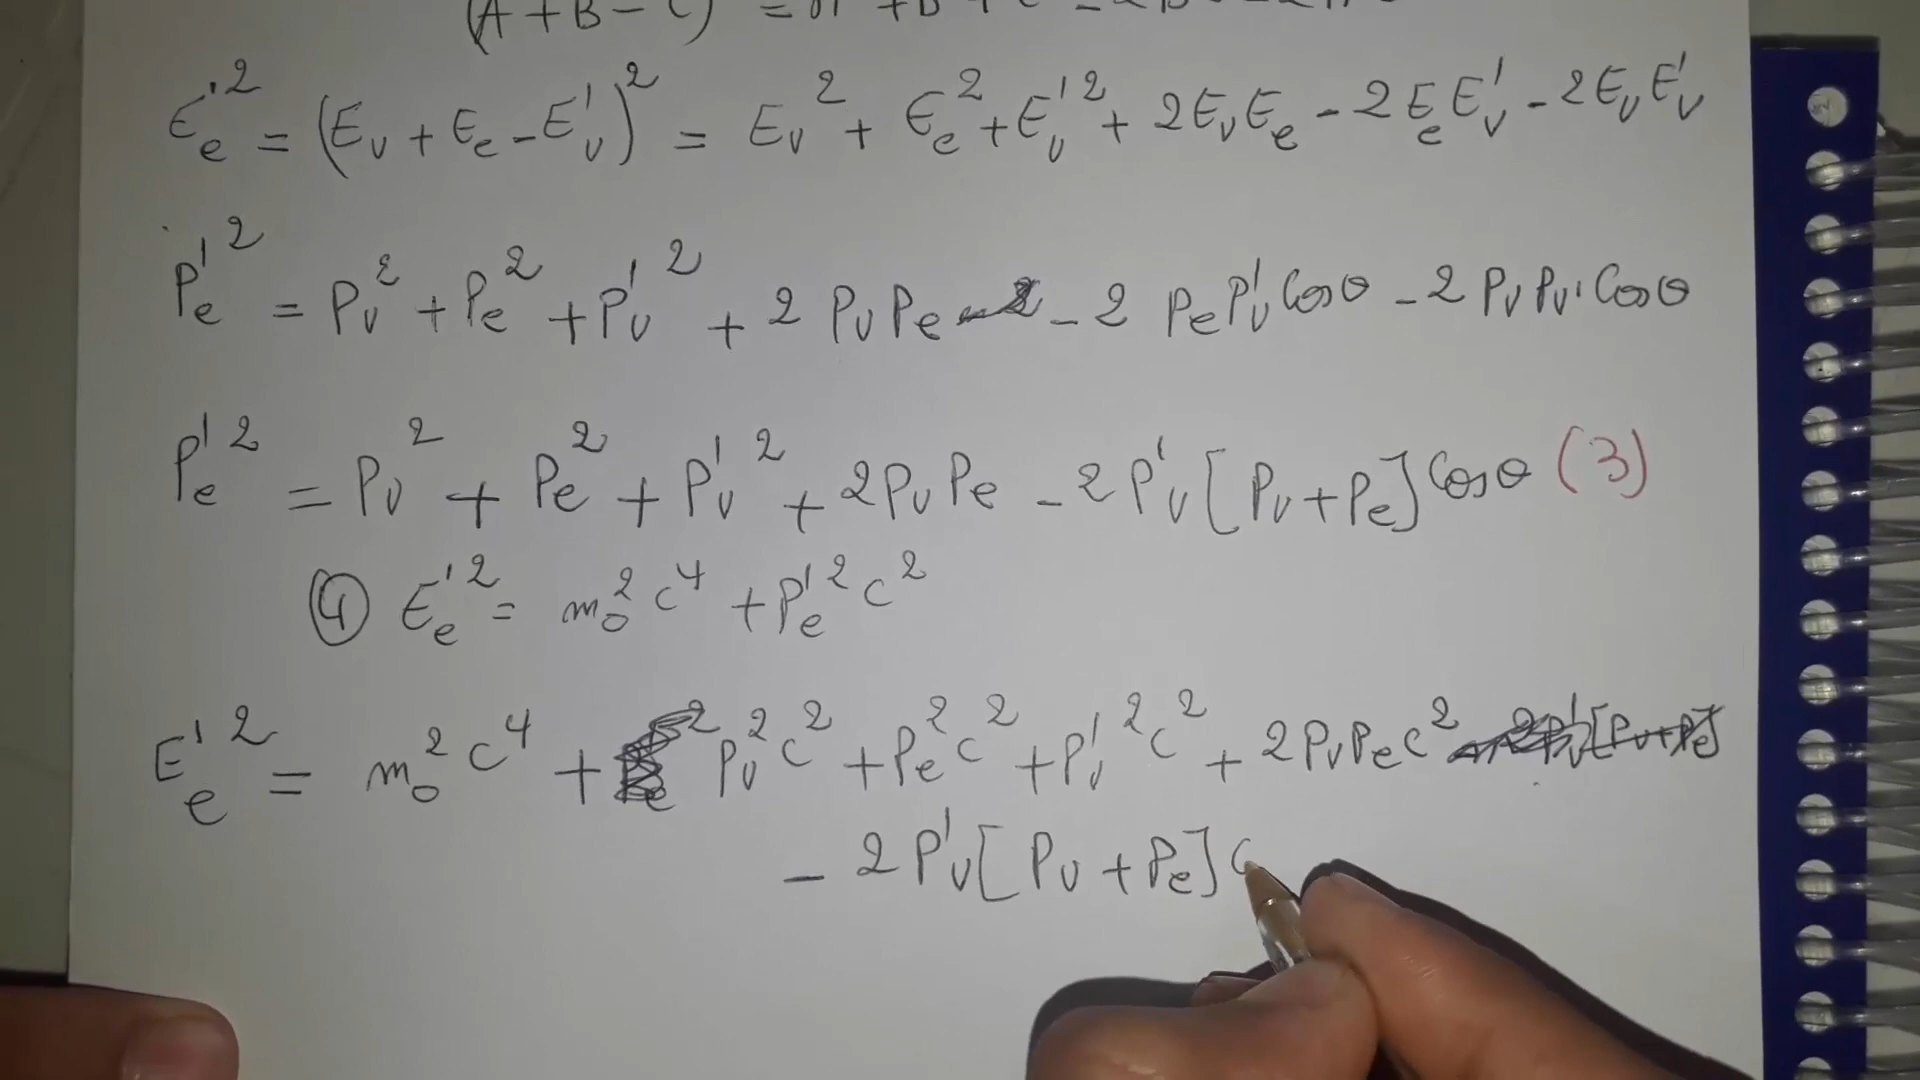 (A + B - C)
E'e² = (Eν + Ee - E'ν)² = Eν² + Ee² + E'ν² + 2EνEe - 2EeE'ν - 2EνE'ν
P'e² = Pν² + Pe² + P'ν² + 2PνPe - 2PeP'νCosθ - 2PνPν'Cosθ
P'e² = Pν² + Pe² + P'ν² + 2PνPe - 2P'ν[Pν + Pe]Cosθ (3)
④ E'e² = m₀²c⁴ + P'e²c²
E'e² = m₀²c⁴ + Pν²c² + Pe²c² + P'ν²c² + 2PνPec²
- 2P'ν[Pν + Pe]C